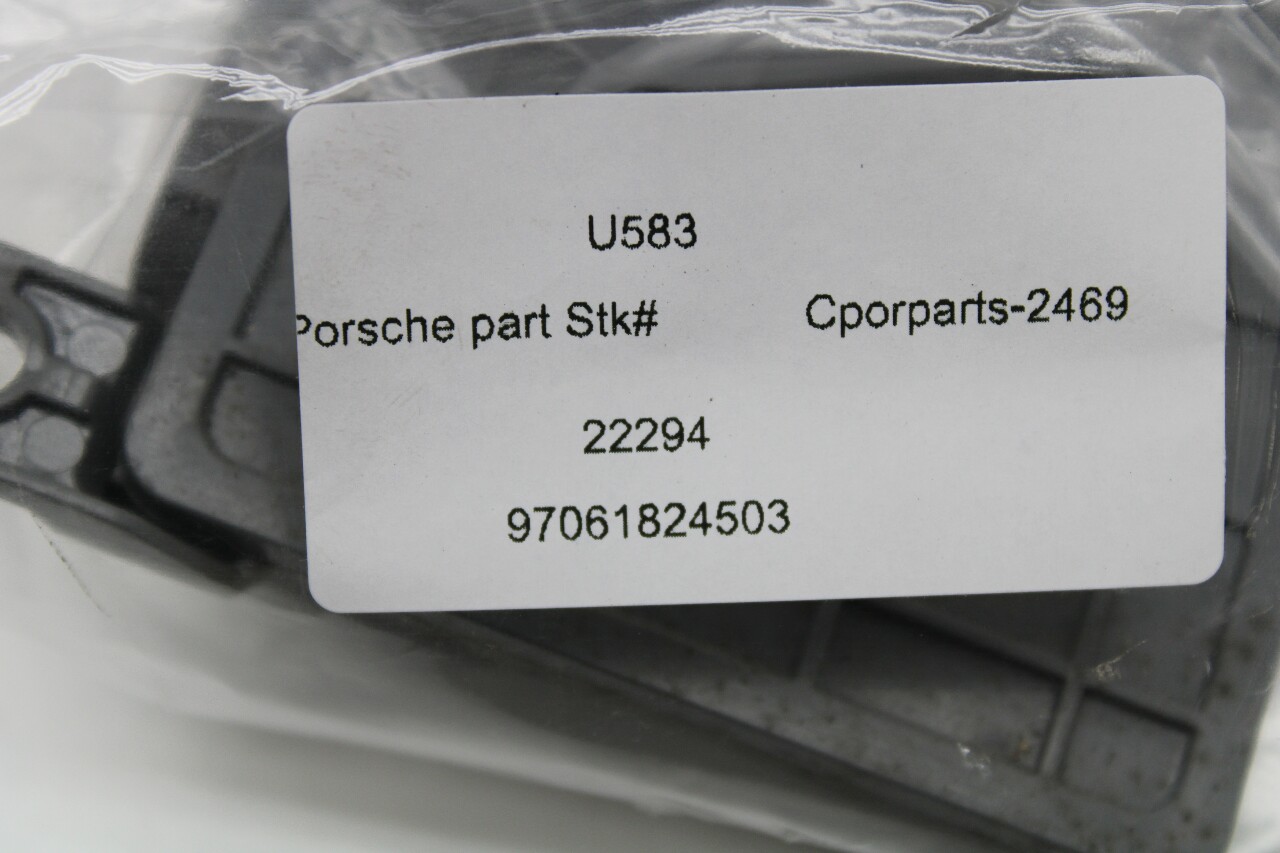 U583
Porsche part Stk# Cporparts-2469
22294
97061824503